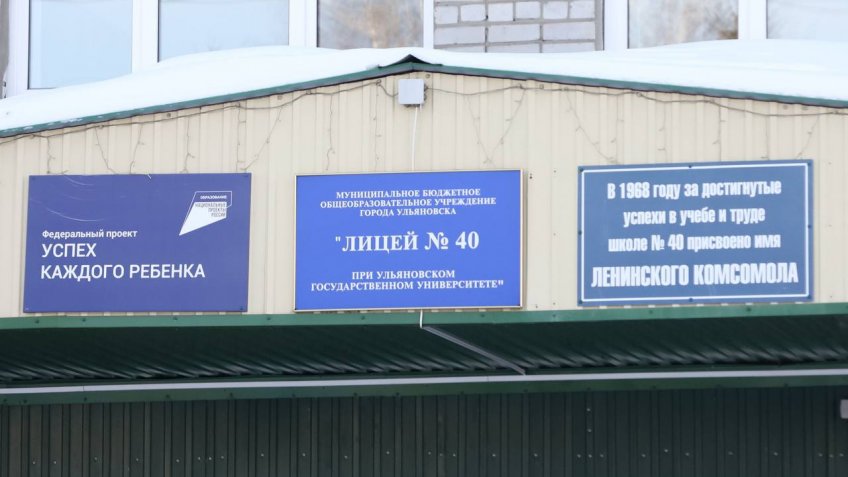 ОБРАЗОВАНИЕ
НАЦИОНАЛЬНЫЕ
ПРОЕКТЫ
РОССИИ
Федеральный проект
УСПЕХ
КАЖДОГО РЕБЕНКА
МУНИЦИПАЛЬНОЕ БЮДЖЕТНОЕ
ОБЩЕОБРАЗОВАТЕЛЬНОЕ УЧРЕЖДЕНИЕ
ГОРОДА УЛЬЯНОВСКА
"ЛИЦЕЙ № 40
ПРИ УЛЬЯНОВСКОМ
ГОСУДАРСТВЕННОМ УНИВЕРСИТЕТЕ"
В 1968 году за достигнутые
успехи в учебе и труде
школе № 40 присвоено имя
ЛЕНИНСКОГО КОМСОМОЛА